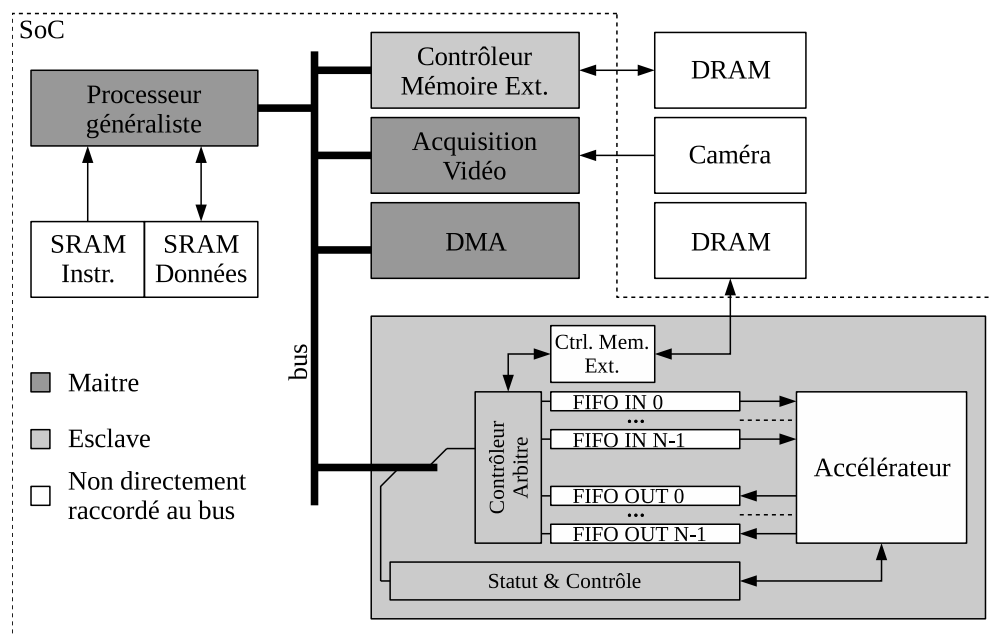 SoC
Processeur
généraliste
SRAM
Instr.
SRAM
Données
bus
Contrôleur
Mémoire Ext.
DRAM
Acquisition
Vidéo
Caméra
DMA
DRAM
Ctrl. Mem.
Ext.
Contrôleur
Arbitre
FIFO IN 0
...
FIFO IN N-1
FIFO OUT 0
...
FIFO OUT N-1
Accélérateur
Statut & Contrôle
Maitre
Esclave
Non directement
raccordé au bus